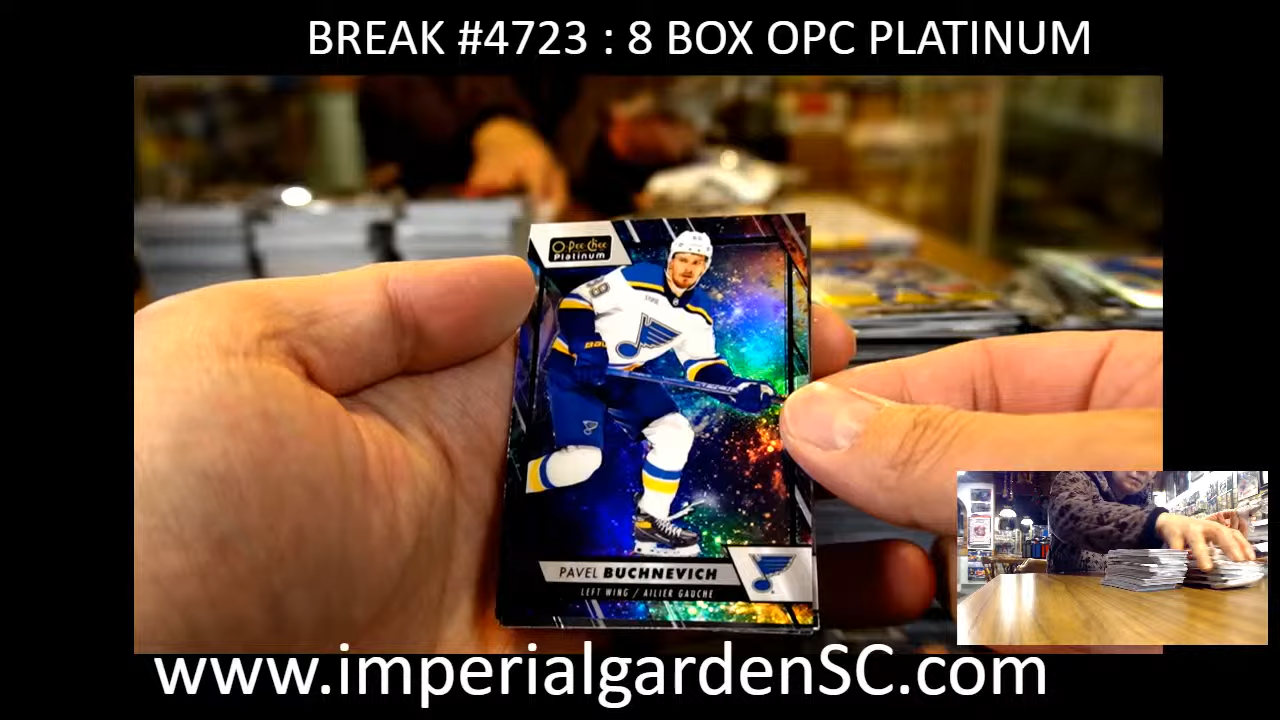 BREAK #4723 : 8 BOX OPC PLATINUM
O-Pee-Chee
Platinum
PAVEL BUCHNEVICH
LEFT WING / AILIER GAUCHE
www.imperialgardenSC.com